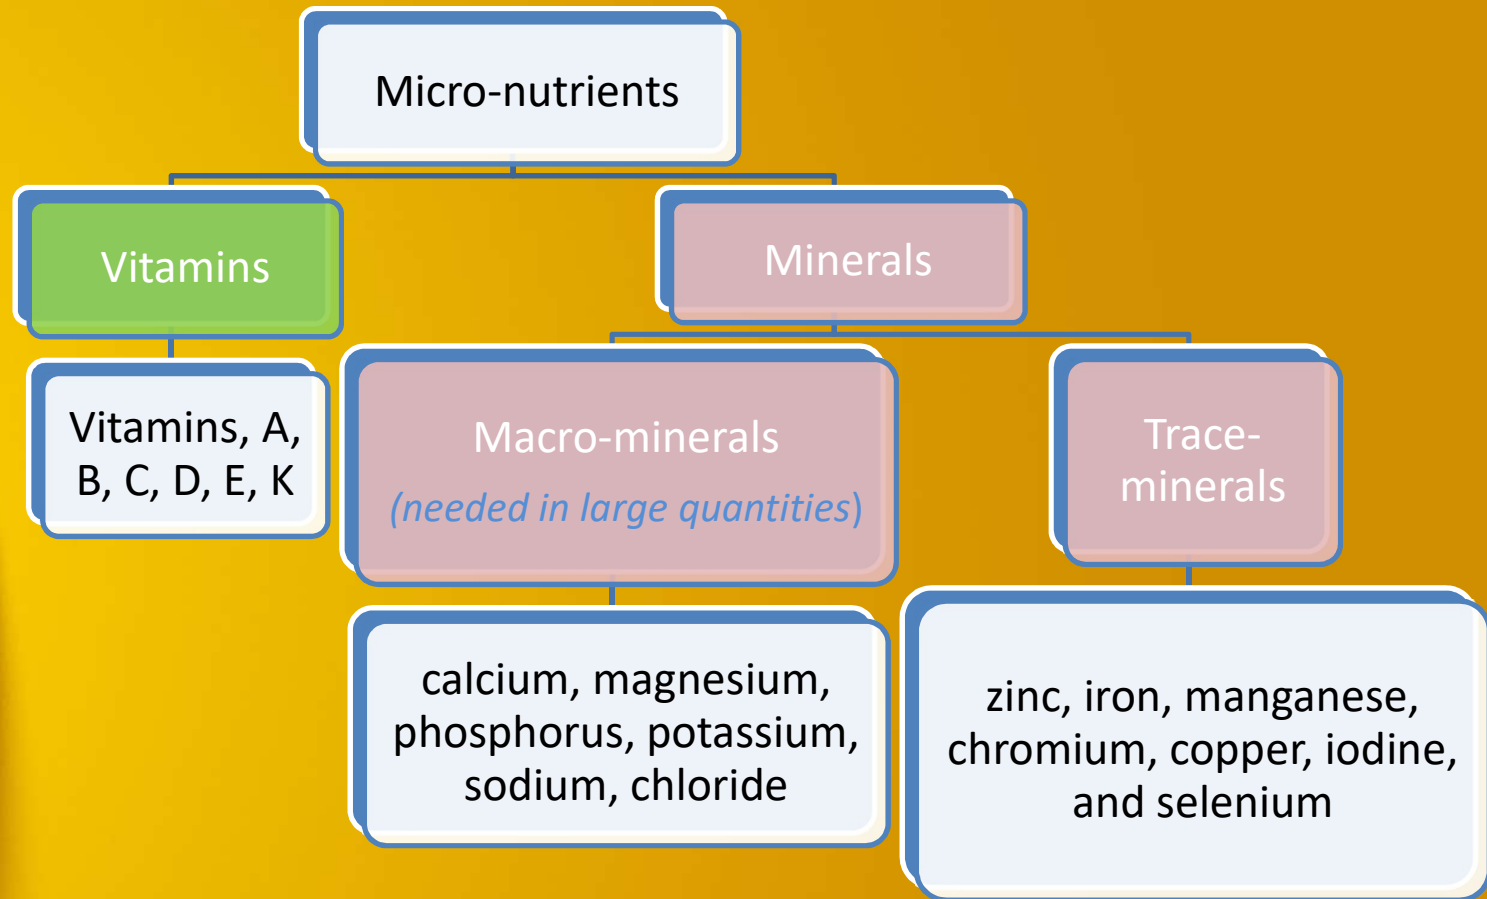 Micro-nutrients
Vitamins
Minerals
Vitamins, A,
B, C, D, E, K
Macro-minerals
(needed in large quantities)
Trace-
minerals
calcium, magnesium,
phosphorus, potassium,
sodium, chloride
zinc, iron, manganese,
chromium, copper, iodine,
and selenium